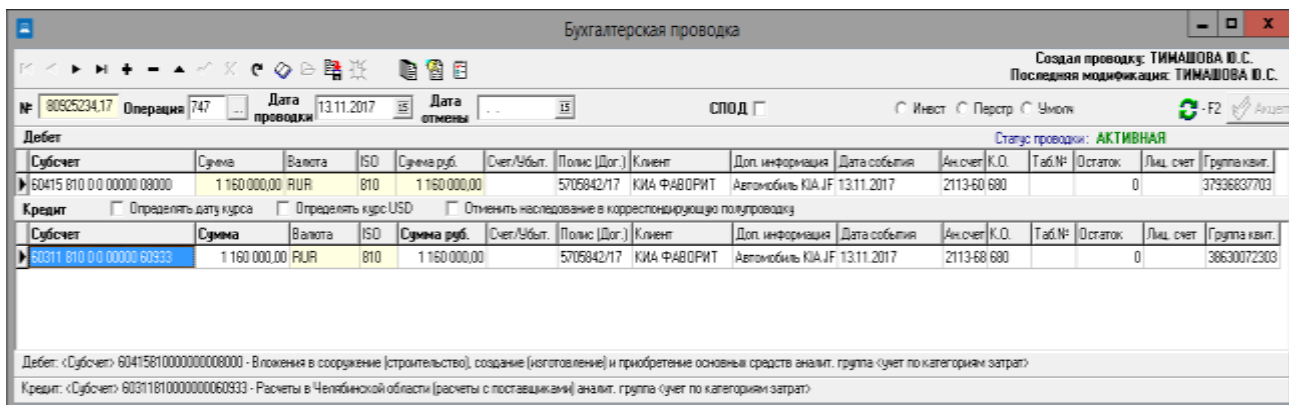 Бухгалтерская проводка
Создал проводку: ТИМАШОВА Ю.С.
Последняя модификация: ТИМАШОВА Ю.С.
№ 80925234,17 Операция 747 ... Дата проводки 13.11.2017 15 Дата отмены . . 15 СПОД Инвест Перстр Умолч - F2 Акцепт
Дебет Статус проводки: АКТИВНАЯ
Субсчет Сумма Валюта ISO Сумма руб. Счет/Убыт. Полис (Дог.) Клиент Доп. информация Дата события Ан.счет К.О. Таб.№ Остаток Лиц. счет Группа квит.
60415 810 0 0 00000 08000 1 160 000,00 RUR 810 1 160 000,00 5705842/17 КИА ФАВОРИТ Автомобиль KIA JF 13.11.2017 2113-60 680 0 37936837703
Кредит Определять дату курса Определять курс USD Отменить наследование в корреспондирующую полупроводку
Субсчет Сумма Валюта ISO Сумма руб. Счет/Убыт. Полис (Дог.) Клиент Доп. информация Дата события Ан.счет К.О. Таб.№ Остаток Лиц. счет Группа квит.
60311 810 0 0 00000 60933 1 160 000,00 RUR 810 1 160 000,00 5705842/17 КИА ФАВОРИТ Автомобиль KIA JF 13.11.2017 2113-68 680 0 38630072303
Дебет: <Субсчет> 60415810000000008000 - Вложения в сооружение (строительство), создание (изготовление) и приобретение основных средств аналит. группа <учет по категориям затрат>
Кредит: <Субсчет> 60311810000000060933 - Расчеты в Челябинской области (расчеты с поставщиками) аналит. группа <учет по категориям затрат>